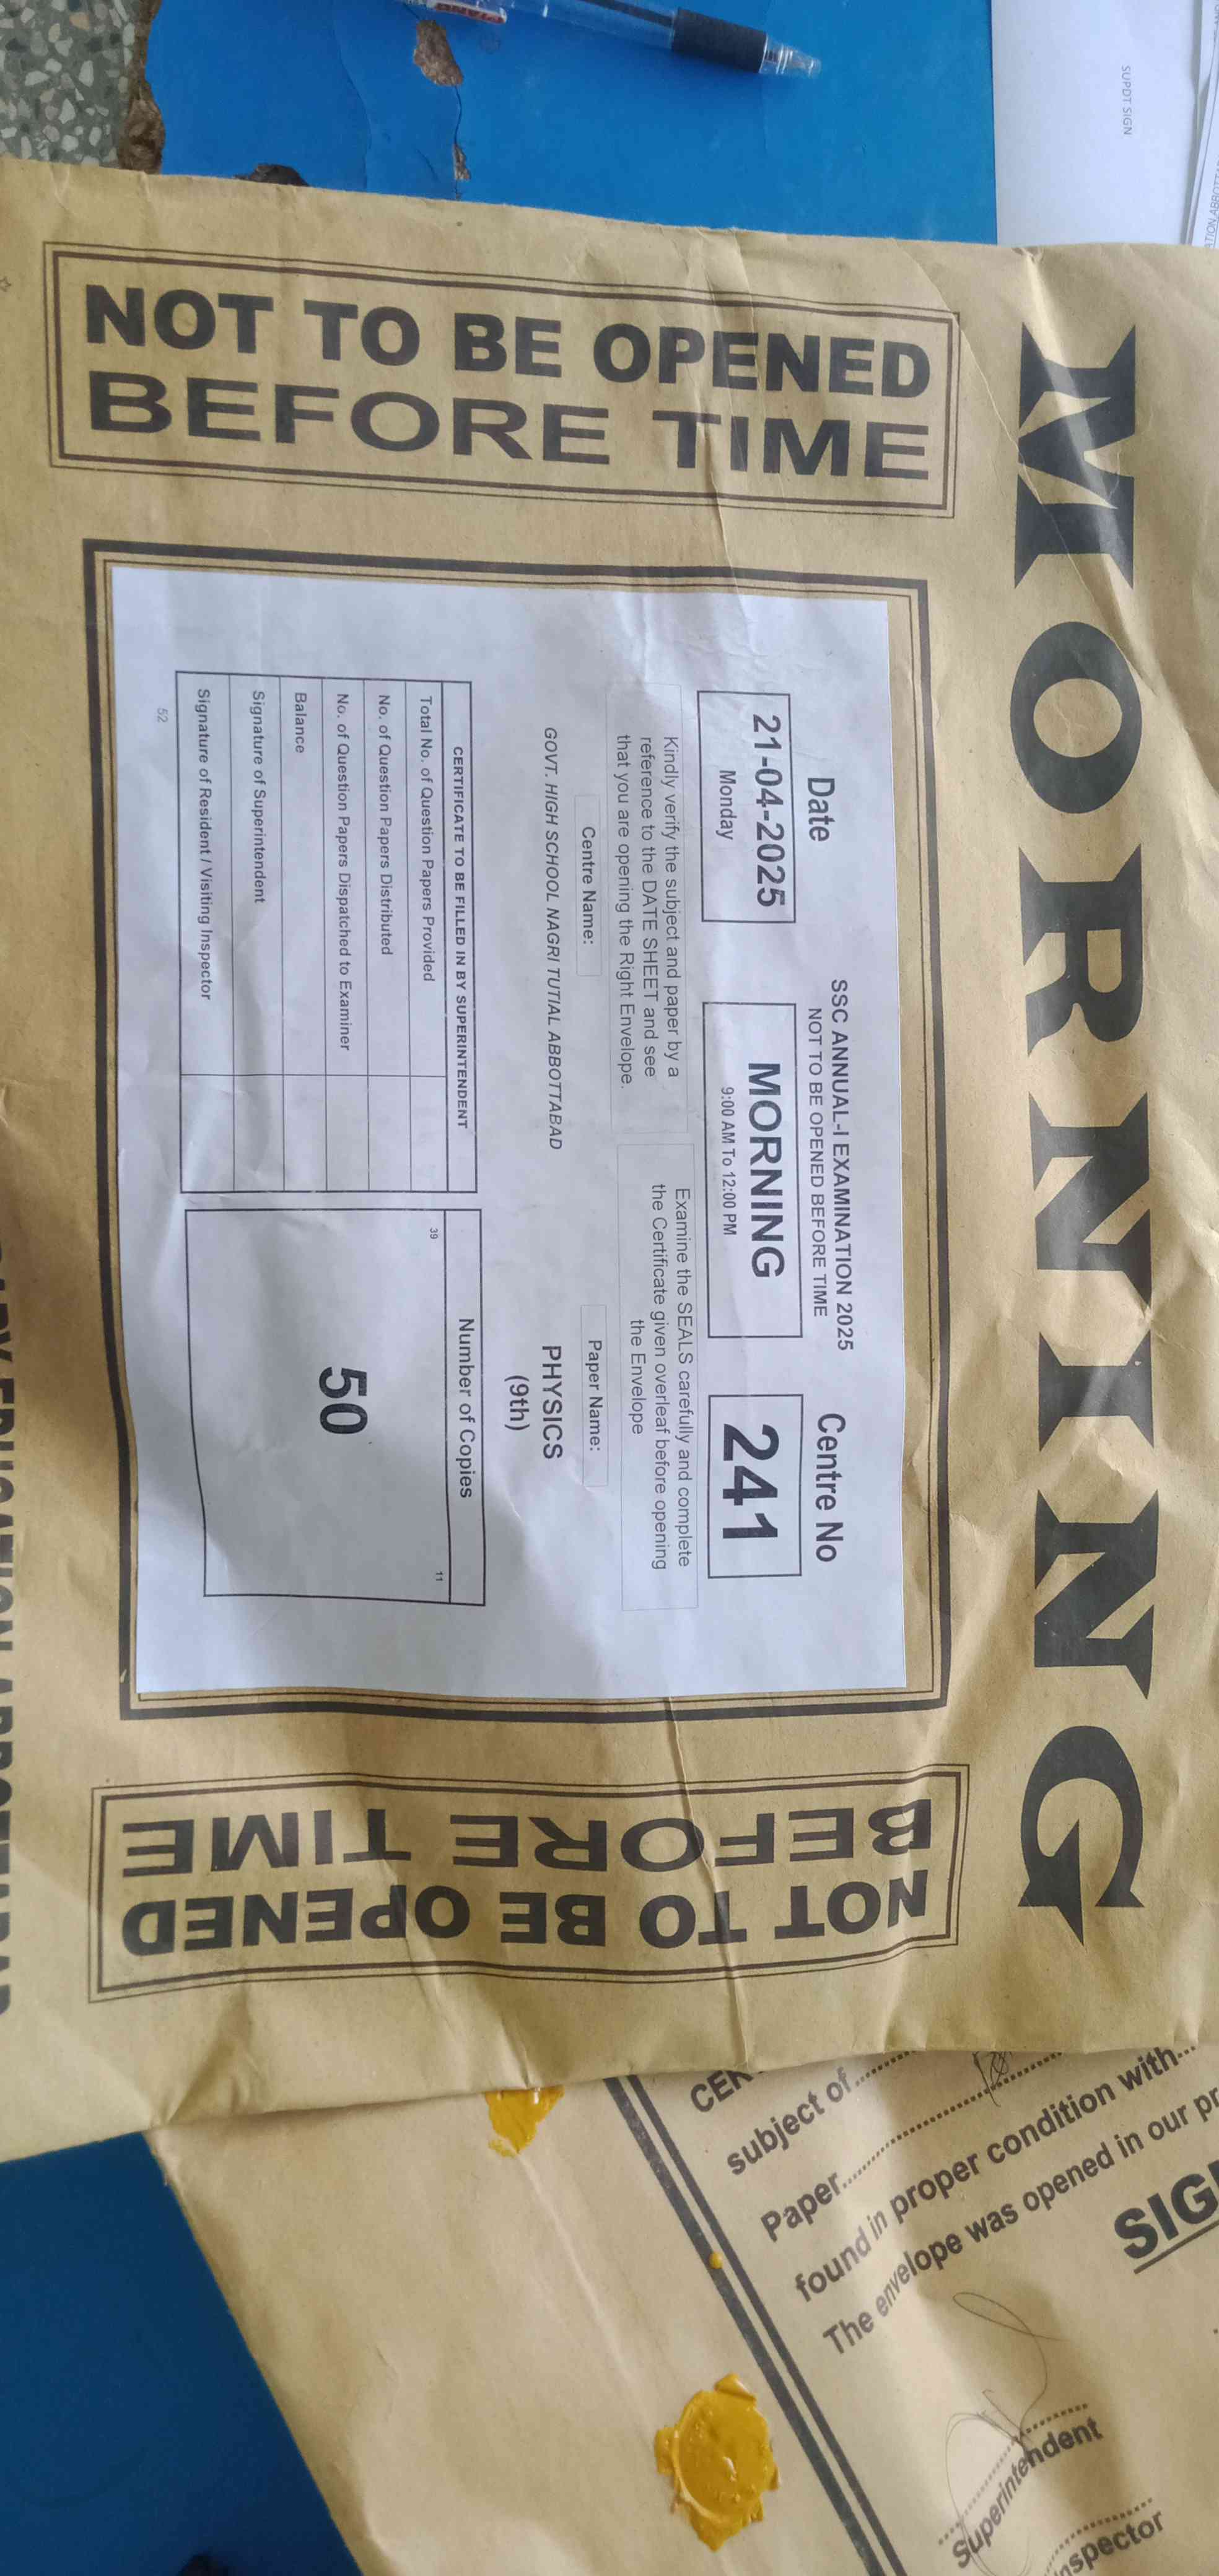 SUPDT SIGN
MORNING
NOT TO BE OPENED
BEFORE TIME
SSC ANNUAL-I EXAMINATION 2025
NOT TO BE OPENED BEFORE TIME
Date
Centre No
21-04-2025
Monday
MORNING
9:00 AM To 12:00 PM
241
Kindly verify the subject and paper by a
reference to the DATE SHEET and see
that you are opening the Right Envelope.
Examine the SEALS carefully and complete
the Certificate given overleaf before opening
the Envelope
Centre Name:
Paper Name:
GOVT. HIGH SCHOOL NAGRI TUTIAL ABBOTTABAD
PHYSICS
(9th)
CERTIFICATE TO BE FILLED IN BY SUPERINTENDENT
Total No. of Question Papers Provided
No. of Question Papers Distributed
No. of Question Papers Dispatched to Examiner
Balance
Signature of Superintendent
Signature of Resident / Visiting Inspector
52
Number of Copies
39
11
50
NOT TO BE OPENED
BEFORE TIME
subject of
Paper
found in proper condition with
The envelope was opened in our
Superintendent